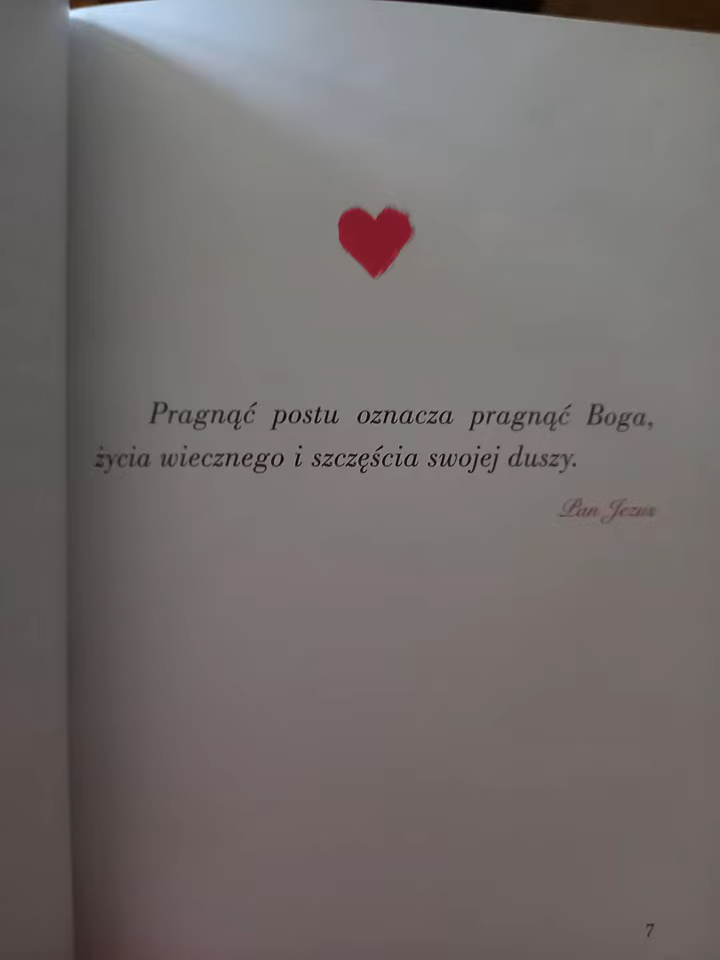 Pragnąć postu oznacza pragnąć Boga,
życia wiecznego i szczęścia swojej duszy.
Pan Jezus
7